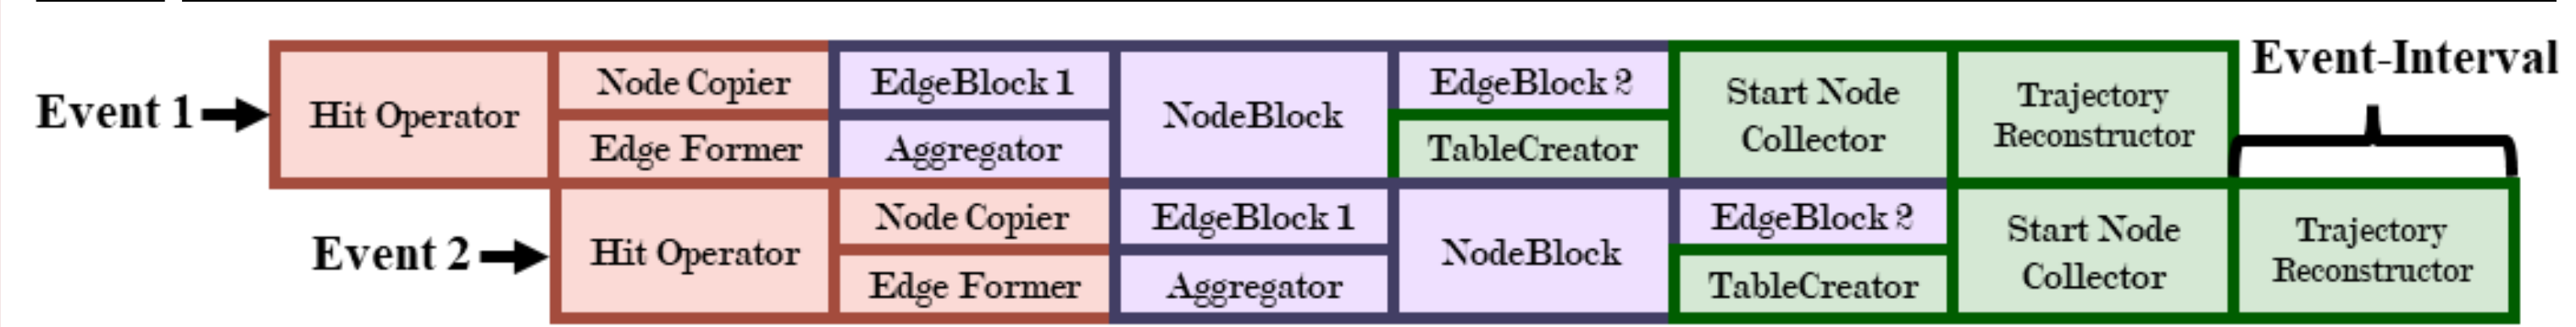 Event 1
Hit Operator
Node Copier
Edge Former
EdgeBlock 1
Aggregator
NodeBlock
EdgeBlock 2
TableCreator
Start Node
Collector
Trajectory
Reconstructor
Event-Interval
Event 2
Hit Operator
Node Copier
Edge Former
EdgeBlock 1
Aggregator
NodeBlock
EdgeBlock 2
TableCreator
Start Node
Collector
Trajectory
Reconstructor